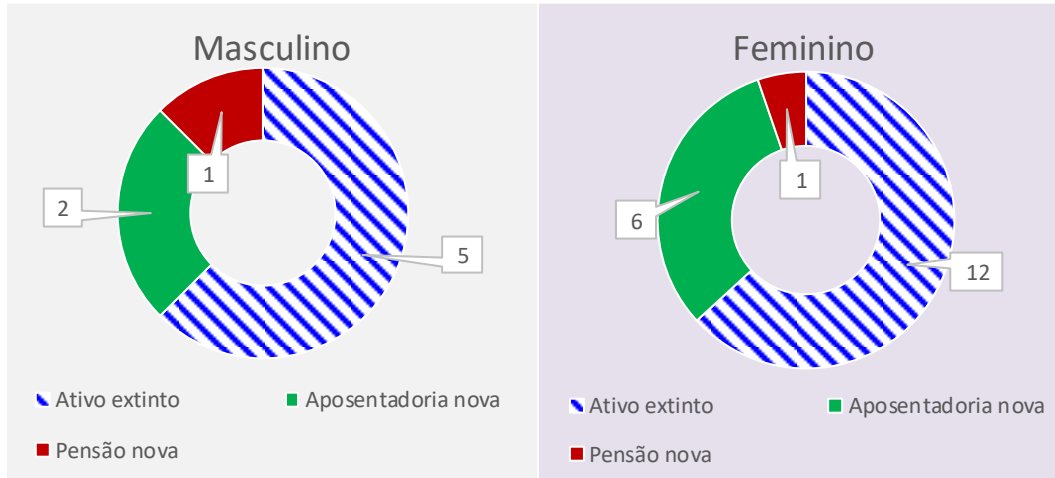 Masculino
1
2
5
Ativo extinto
Aposentadoria nova
Pensão nova
Feminino
1
6
12
Ativo extinto
Aposentadoria nova
Pensão nova